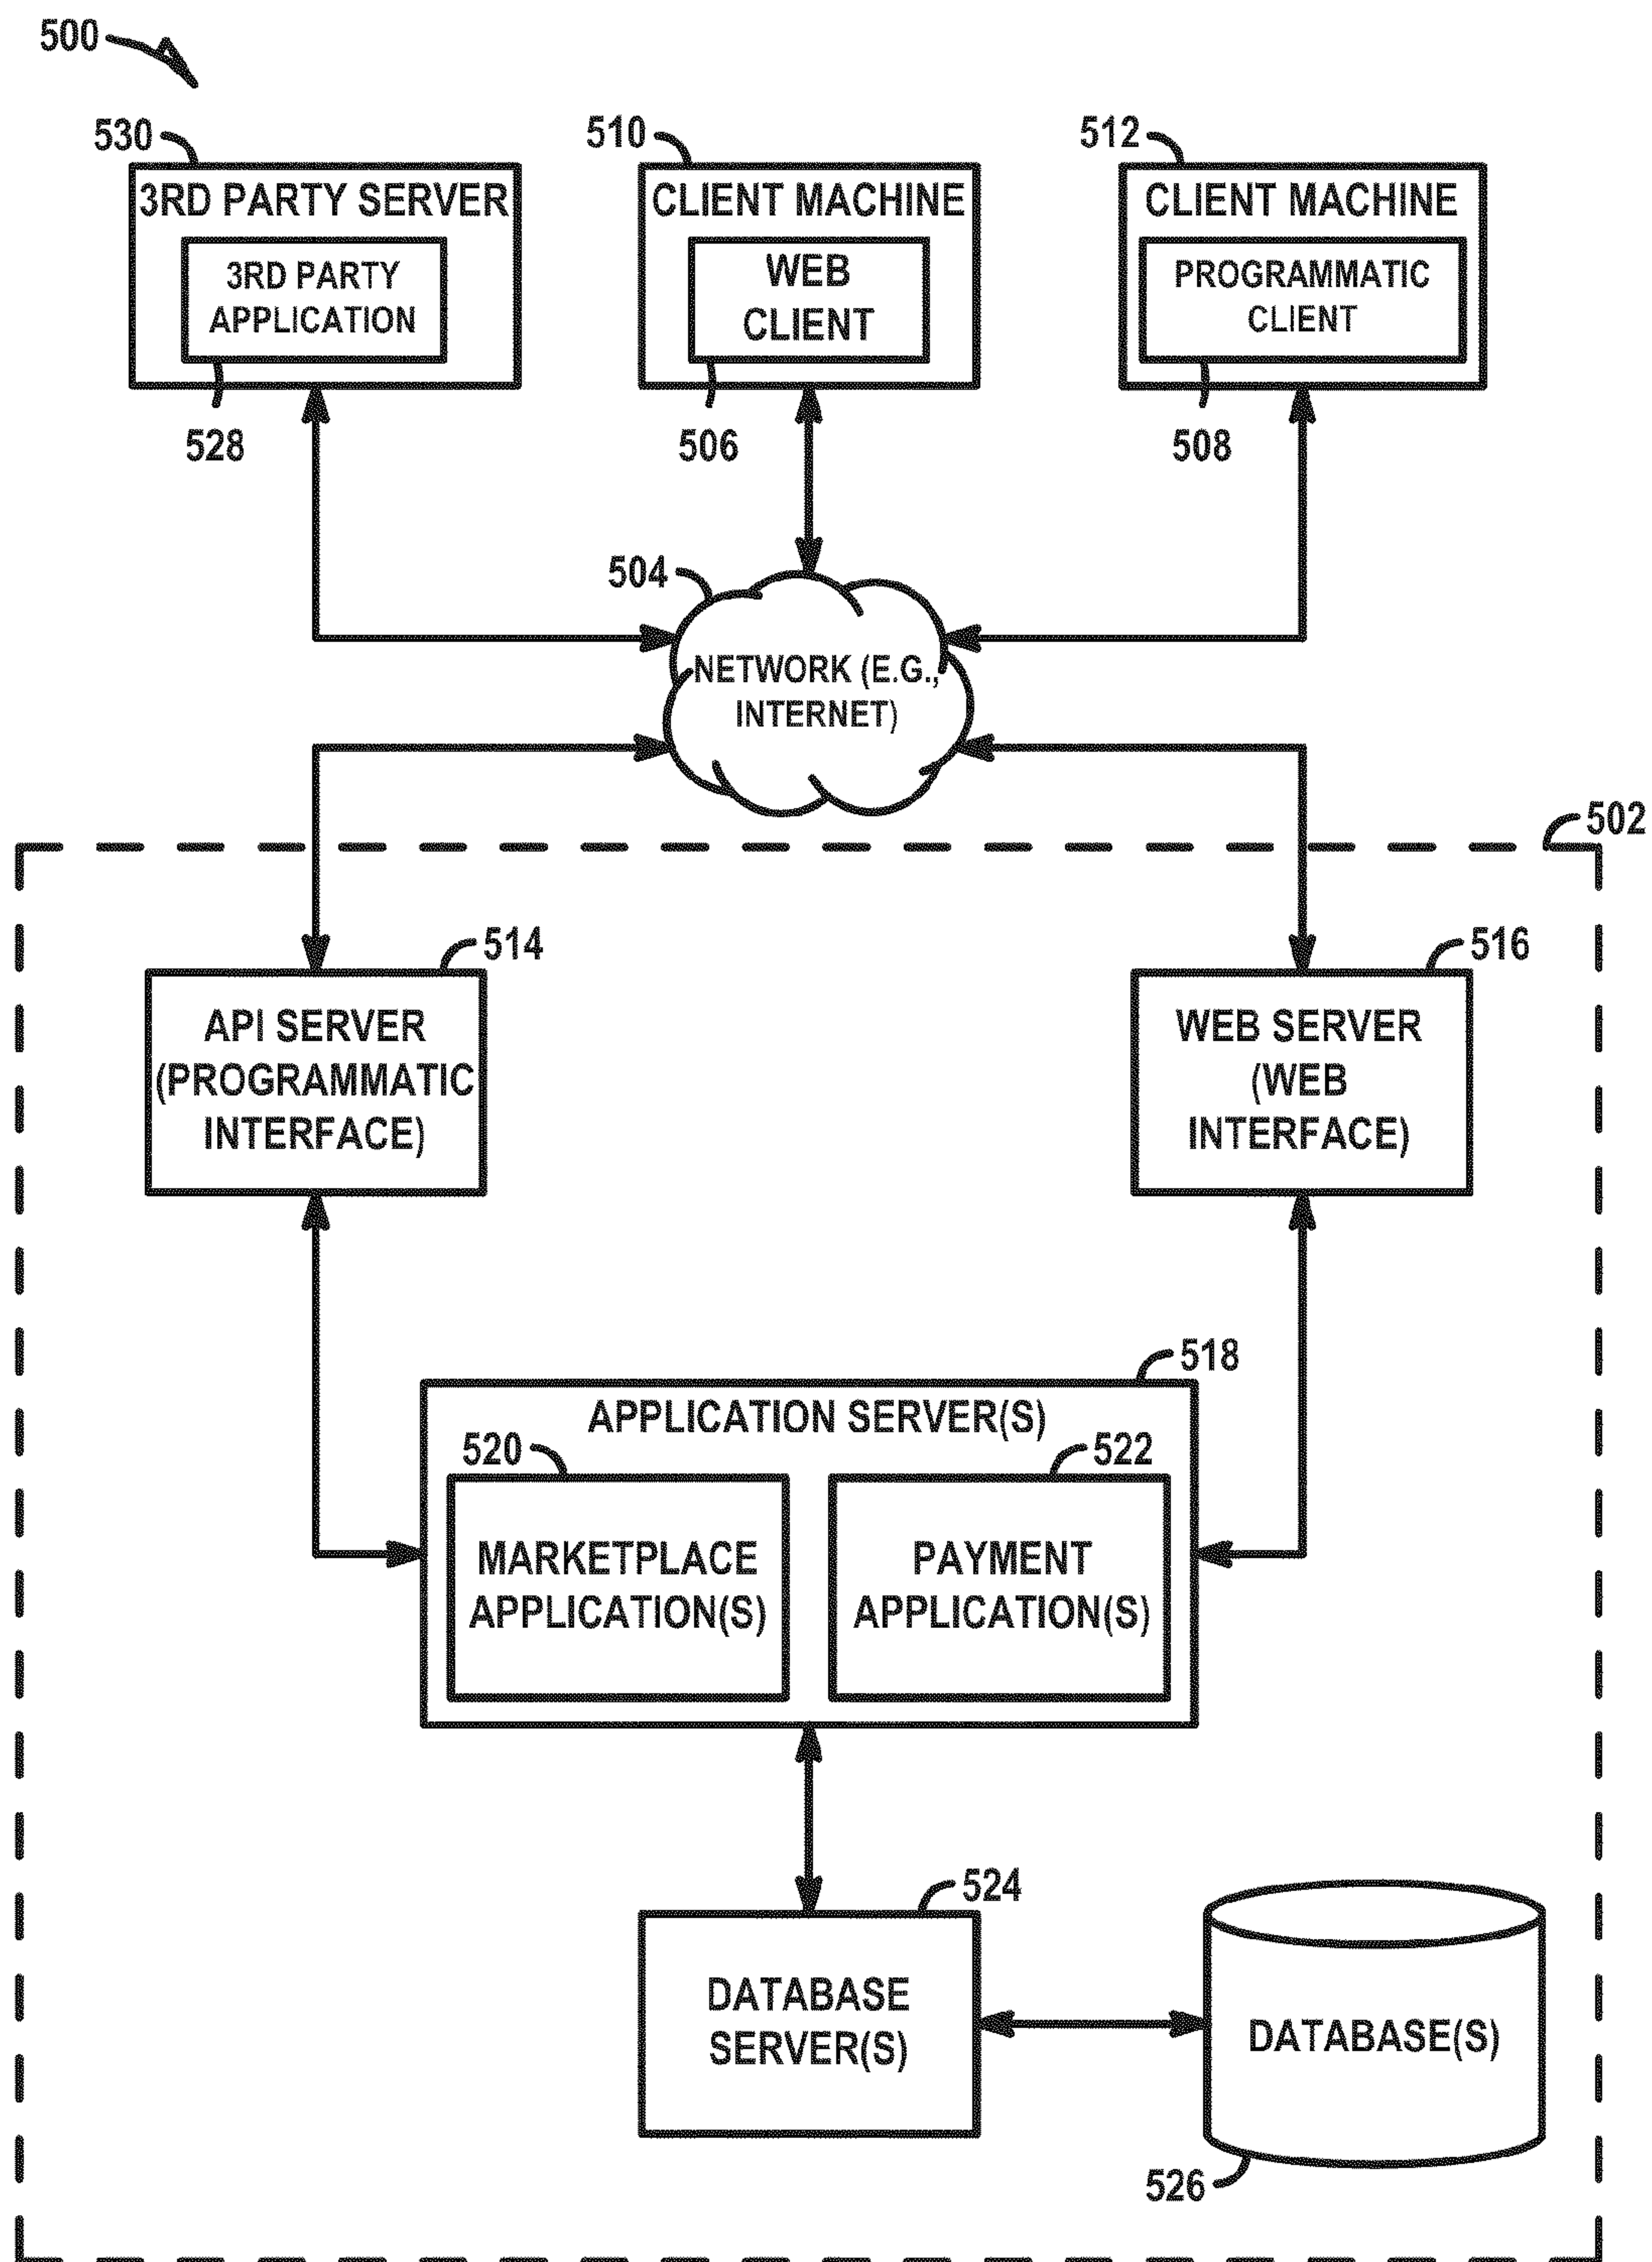 500
530
510
512
3RD PARTY SERVER
CLIENT MACHINE
CLIENT MACHINE
3RD PARTY
APPLICATION
WEB
CLIENT
PROGRAMMATIC
CLIENT
528
506
508
504
NETWORK (E.G.,
INTERNET)
502
514
516
API SERVER
(PROGRAMMATIC
INTERFACE)
WEB SERVER
(WEB
INTERFACE)
518
APPLICATION SERVER(S)
520
522
MARKETPLACE
APPLICATION(S)
PAYMENT
APPLICATION(S)
524
DATABASE
SERVER(S)
DATABASE(S)
526